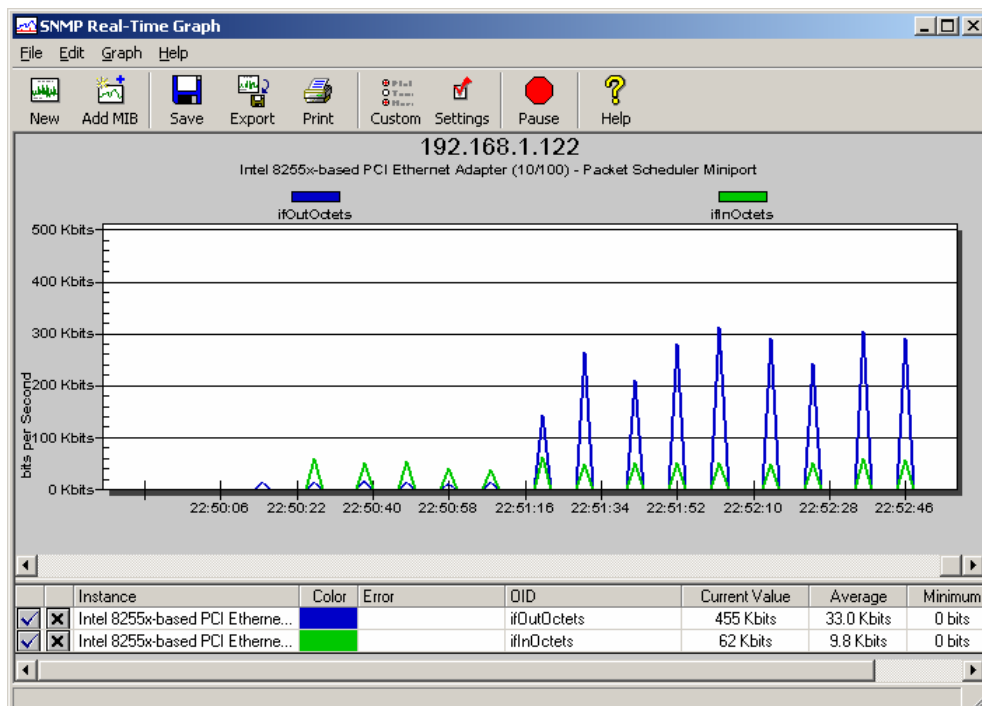 SNMP Real-Time Graph
File Edit Graph Help
New Add MIB Save Export Print Custom Settings Pause Help
192.168.1.122
Intel 8255x-based PCI Ethernet Adapter (10/100) - Packet Scheduler Miniport
ifOutOctets ifInOctets
500 Kbits
400 Kbits
300 Kbits
200 Kbits
100 Kbits
0 Kbits
bits per Second
22:50:06 22:50:22 22:50:40 22:50:58 22:51:16 22:51:34 22:51:52 22:52:10 22:52:28 22:52:46
Instance Color Error OID Current Value Average Minimum
Intel 8255x-based PCI Etherne... ifOutOctets 455 Kbits 33.0 Kbits 0 bits
Intel 8255x-based PCI Etherne... ifInOctets 62 Kbits 9.8 Kbits 0 bits